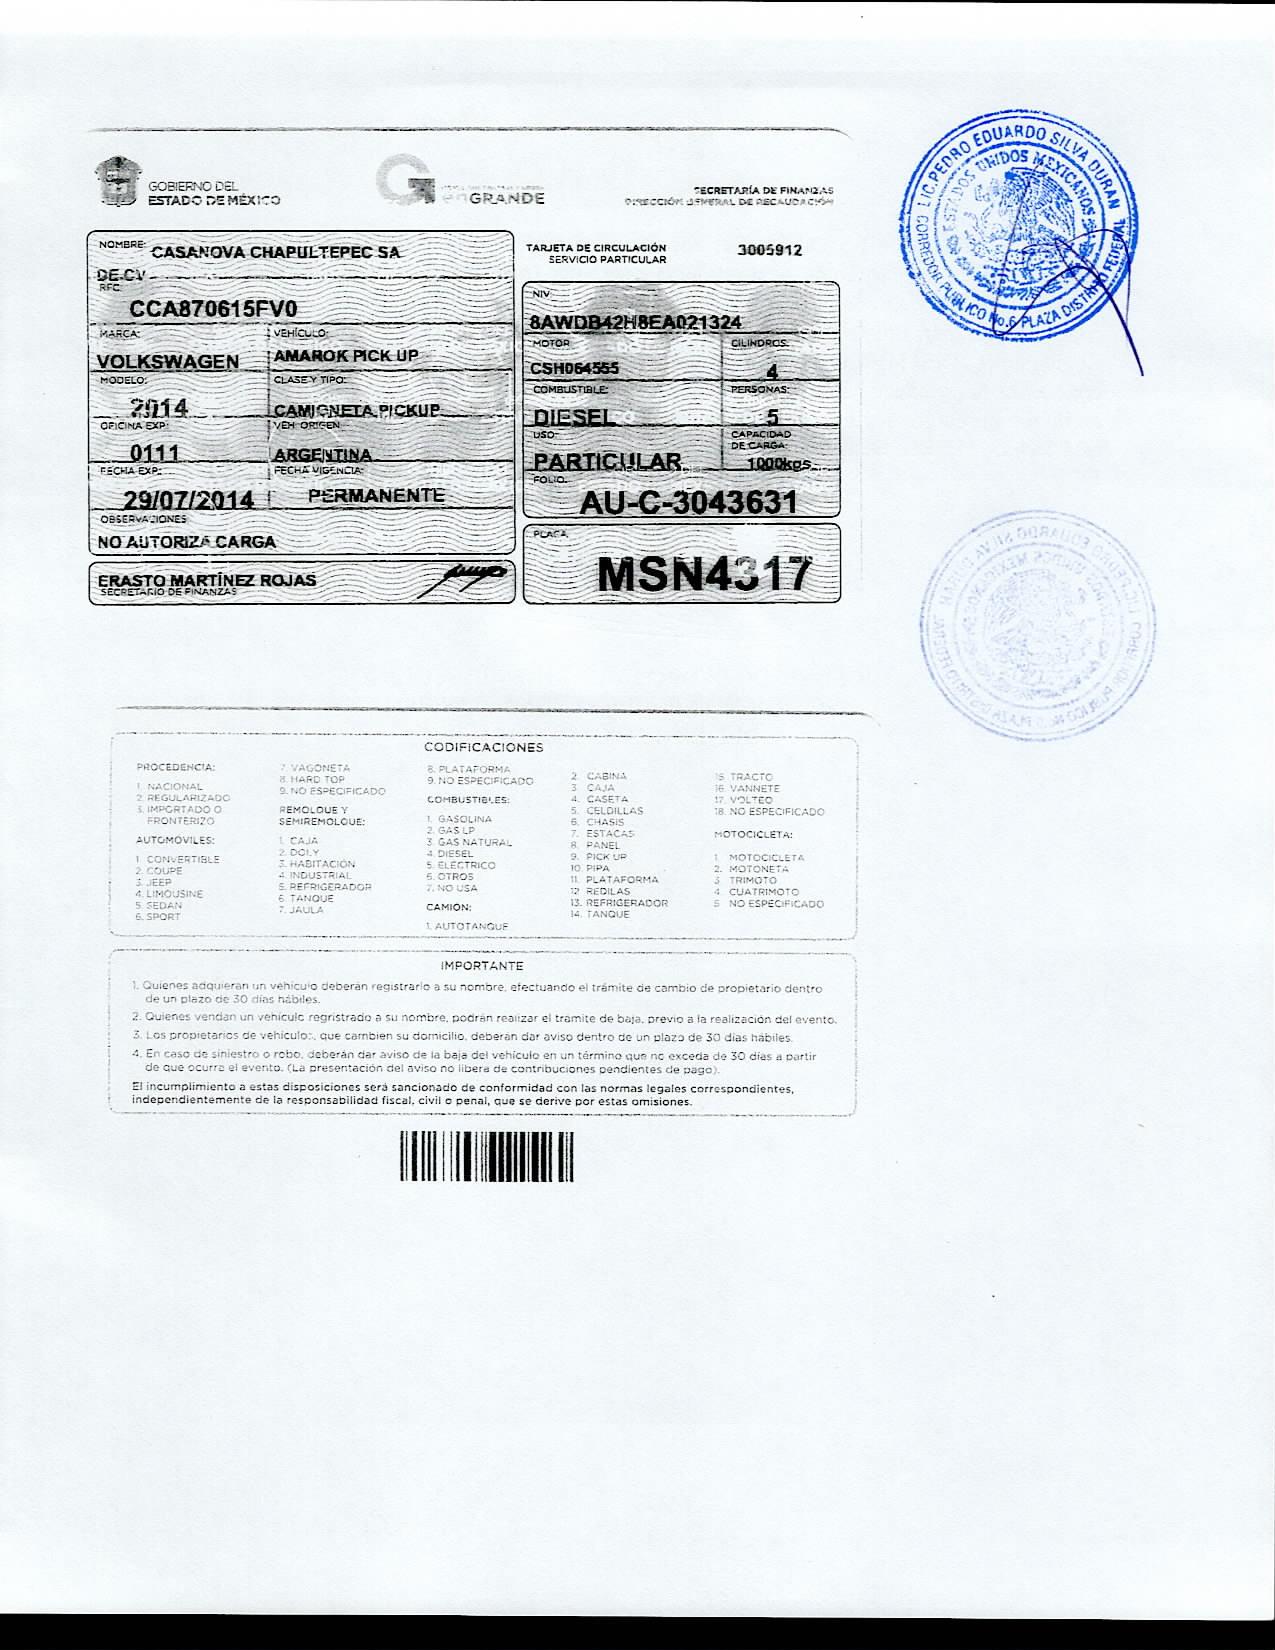 GOBIERNO DEL
ESTADO DE MÉXICO
enGRANDE
SECRETARÍA DE FINANZAS
DIRECCIÓN GENERAL DE RECAUDACIÓN
NOMBRE: CASANOVA CHAPULTEPEC SA
DE CV
RFC:
CCA870615FV0
MARCA: VEHÍCULO:
VOLKSWAGEN AMAROK PICK UP
MODELO: CLASE Y TIPO:
2014 CAMIONETA PICKUP
OFICINA EXP: VEH ORIGEN
0111 ARGENTINA
FECHA EXP: FECHA VIGENCIA:
29/07/2014 PERMANENTE
OBSERVACIONES
NO AUTORIZA CARGA
ERASTO MARTÍNEZ ROJAS
SECRETARIO DE FINANZAS
TARJETA DE CIRCULACIÓN 3005912
SERVICIO PARTICULAR
NIV:
8AWDB42H8EA021324
MOTOR CILINDROS:
CSH064555 4
COMBUSTIBLE: PERSONAS:
DIESEL 5
USO: CAPACIDAD
DE CARGA:
PARTICULAR 1000kgs.
FOLIO:
AU-C-3043631
PLACA:
MSN4317
LIC. PEDRO EDUARDO SILVA DURAN
ESTADOS UNIDOS MEXICANOS
CORREDOR PUBLICO No.6 PLAZA DISTRITO FEDERAL
CODIFICACIONES
PROCEDENCIA:
1. NACIONAL
2. REGULARIZADO
3. IMPORTADO O
FRONTERIZO
AUTOMÓVILES:
1. CONVERTIBLE
2. COUPE
3. JEEP
4. LIMOUSINE
5. SEDAN
6. SPORT
7. VAGONETA
8. HARD TOP
9. NO ESPECIFICADO
REMOLQUE Y
SEMIREMOLQUE:
1. CAJA
2. DOLY
3. HABITACIÓN
4. INDUSTRIAL
5. REFRIGERADOR
6. TANQUE
7. JAULA
8. PLATAFORMA
9. NO ESPECIFICADO
COMBUSTIBLES:
1. GASOLINA
2. GAS LP
3. GAS NATURAL
4. DIESEL
5. ELÉCTRICO
6. OTROS
7. NO USA
CAMION:
1. AUTOTANQUE
2. CABINA
3. CAJA
4. CASETA
5. CELDILLAS
6. CHASIS
7. ESTACAS
8. PANEL
9. PICK UP
10. PIPA
11. PLATAFORMA
12. REDILAS
13. REFRIGERADOR
14. TANQUE
15. TRACTO
16. VANNETE
17. VOLTEO
18. NO ESPECIFICADO
MOTOCICLETA:
1. MOTOCICLETA
2. MOTONETA
3. TRIMOTO
4. CUATRIMOTO
5. NO ESPECIFICADO
IMPORTANTE
1. Quienes adquieran un vehículo deberán registrarlo a su nombre, efectuando el trámite de cambio de propietario dentro
de un plazo de 30 días hábiles.
2. Quienes vendan un vehículo regristrado a su nombre, podrán realizar el trámite de baja, previo a la realización del evento.
3. Los propietarios de vehículos, que cambien su domicilio, deberán dar aviso dentro de un plazo de 30 días hábiles.
4. En caso de siniestro o robo, deberán dar aviso de la baja del vehículo en un término que no exceda de 30 días a partir
de que ocurra el evento. (La presentación del aviso no libera de contribuciones pendientes de pago).
El incumplimiento a estas disposiciones será sancionado de conformidad con las normas legales correspondientes,
independientemente de la responsabilidad fiscal, civil o penal, que se derive por estas omisiones.